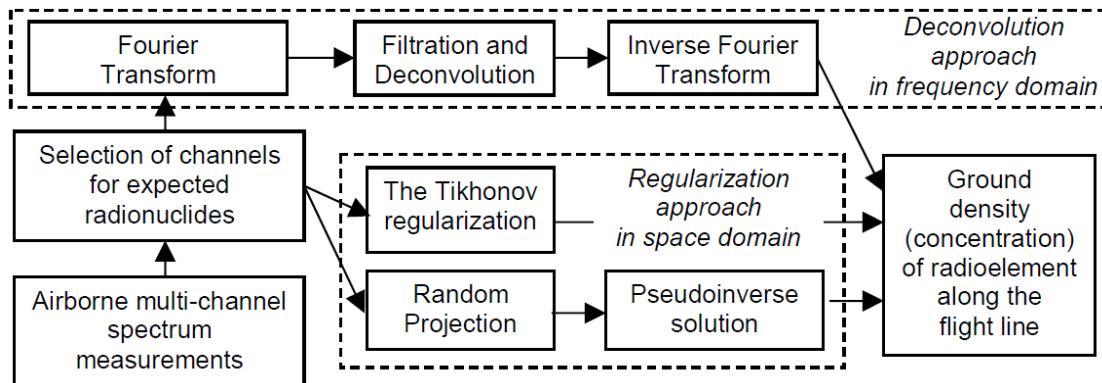 Fourier
Transform
Filtration and
Deconvolution
Inverse Fourier
Transform
Deconvolution
approach
in frequency domain
Selection of channels
for expected
radionuclides
The Tikhonov
regularization
Regularization
approach
in space domain
Ground
density
(concentration)
of radioelement
along the
flight line
Airborne multi-channel
spectrum
measurements
Random
Projection
Pseudoinverse
solution